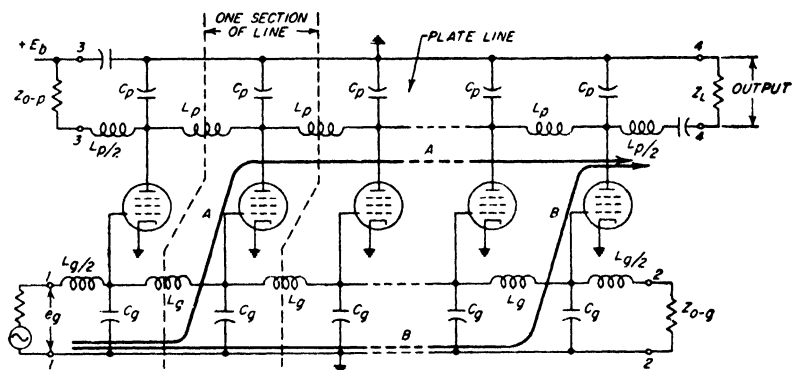 ONE SECTION
OF LINE
+Eb
3
PLATE LINE
4
Cp
Cp
Cp
Cp
Cp
Zo-p
ZL
OUTPUT
Lp
Lp
Lp
3
Lp/2
Lp/2
4
A
A
B
Lg/2
Lg/2
1
2
eg
Lg
Lg
Lg
Cg
Cg
Cg
Cg
Cg
Zo-g
B
1
2